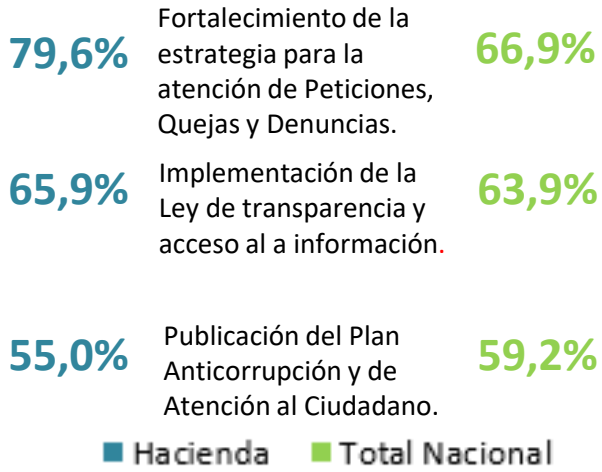 79,6%
Fortalecimiento de la
estrategia para la
atención de Peticiones,
Quejas y Denuncias.
66,9%
65,9%
Implementación de la
Ley de transparencia y
acceso al a información.
63,9%
55,0%
Publicación del Plan
Anticorrupción y de
Atención al Ciudadano.
59,2%
Hacienda Total Nacional